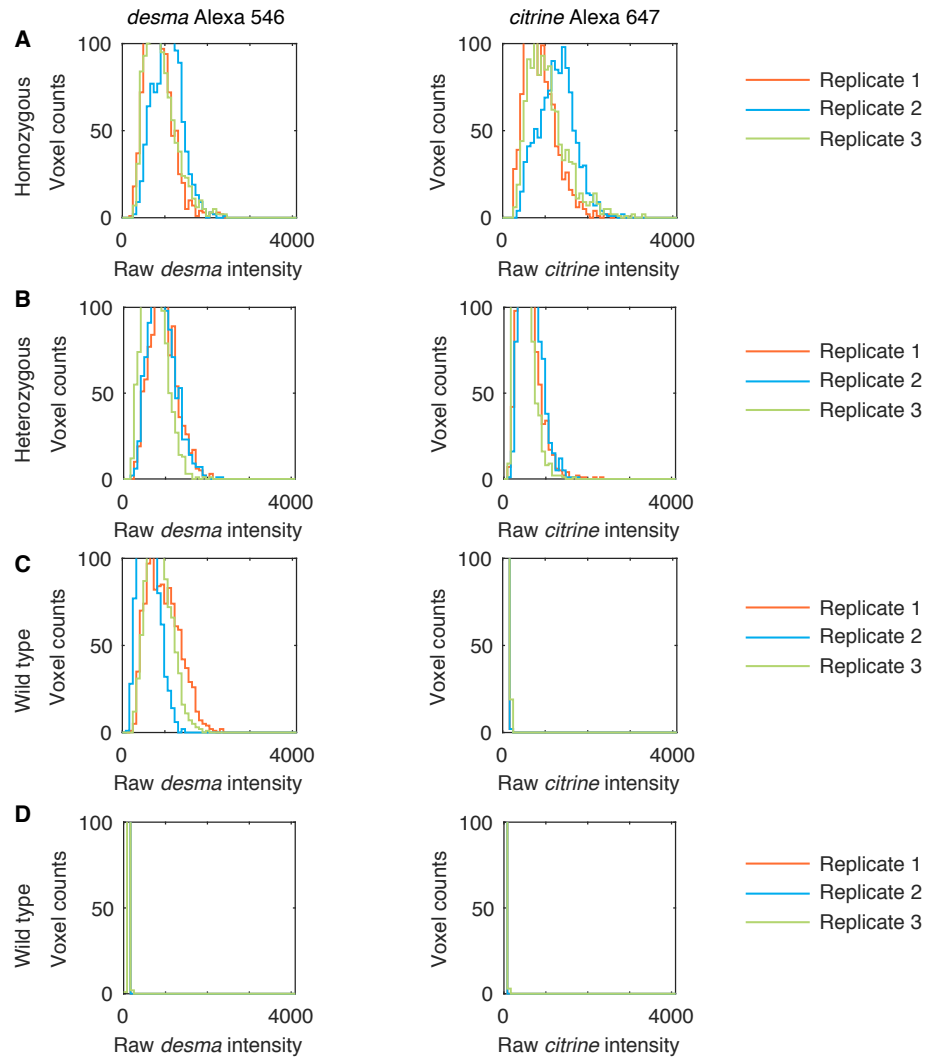 desma Alexa 546
citrine Alexa 647
A
Homozygous
Voxel counts
100
50
0
0
4000
Raw desma intensity
Voxel counts
100
50
0
0
4000
Raw citrine intensity
Replicate 1
Replicate 2
Replicate 3
B
Heterozygous
Voxel counts
100
50
0
0
4000
Raw desma intensity
Voxel counts
100
50
0
0
4000
Raw citrine intensity
Replicate 1
Replicate 2
Replicate 3
C
Wild type
Voxel counts
100
50
0
0
4000
Raw desma intensity
Voxel counts
100
50
0
0
4000
Raw citrine intensity
Replicate 1
Replicate 2
Replicate 3
D
Wild type
Voxel counts
100
50
0
0
4000
Raw desma intensity
Voxel counts
100
50
0
0
4000
Raw citrine intensity
Replicate 1
Replicate 2
Replicate 3